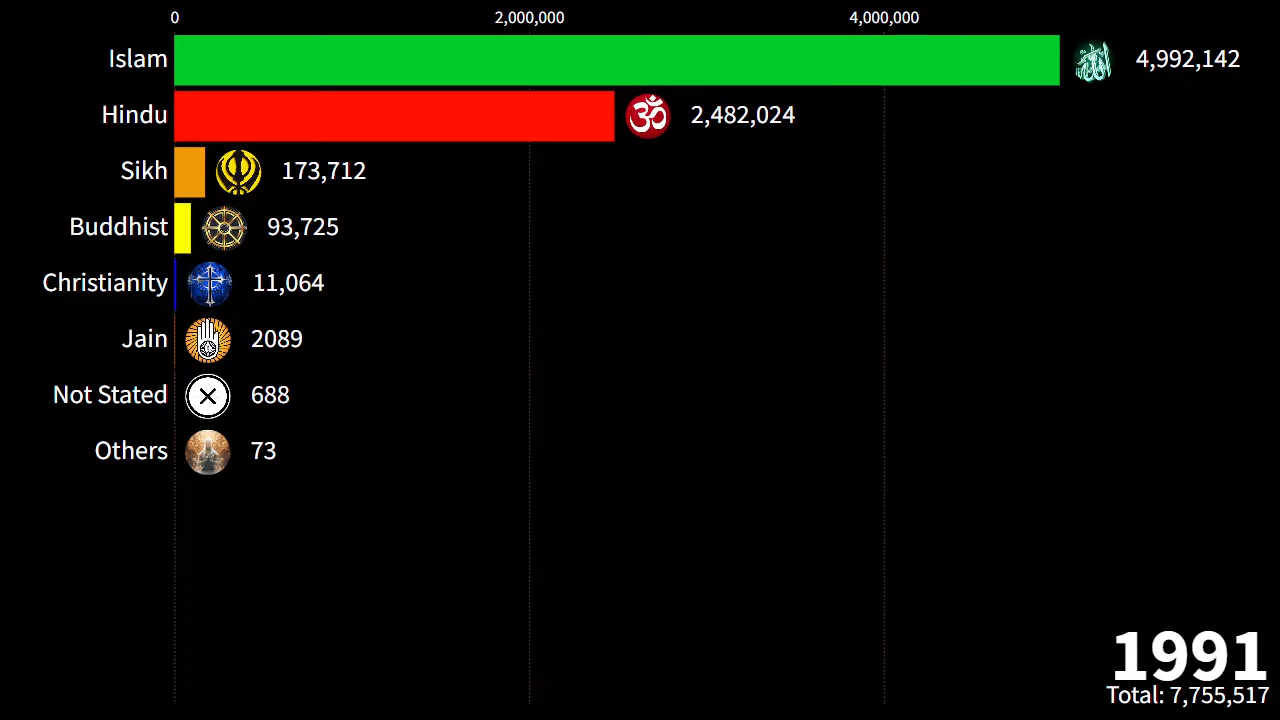 0 2,000,000 4,000,000
Islam 4,992,142
Hindu ॐ 2,482,024
Sikh 173,712
Buddhist 93,725
Christianity 11,064
Jain 2089
Not Stated 688
Others 73
1991
Total: 7,755,517